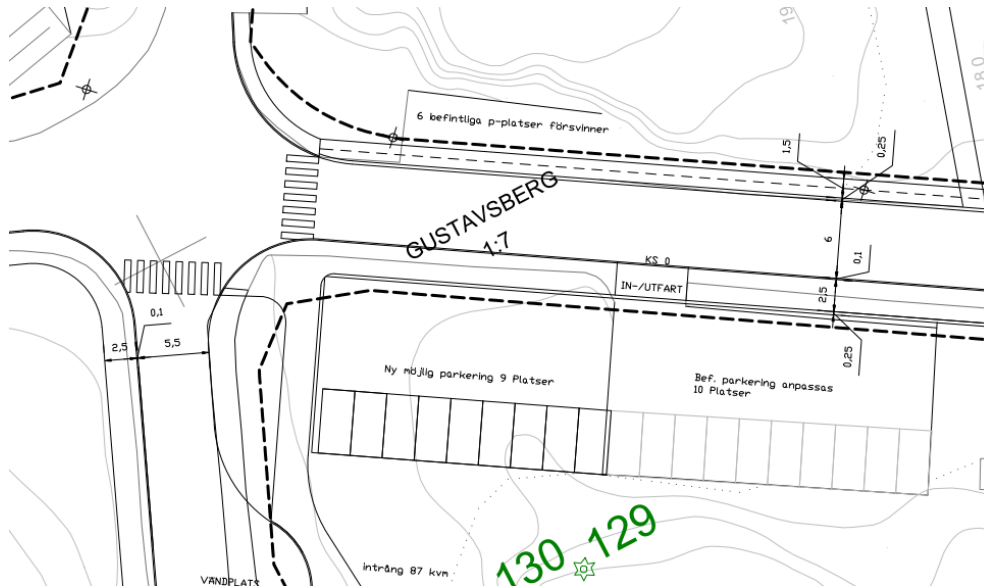 19
180
6 befintliga p-platser försvinner
1,5
0,25
GUSTAVSBERG
1:7
6
KS 0
0,1
IN-/UTFART
2,5
0,1
2,5
5,5
0,25
Ny möjlig parkering 9 Platser
Bef. parkering anpassas
10 Platser
130
129
intrång 87 kvm
VÄNDPLATS